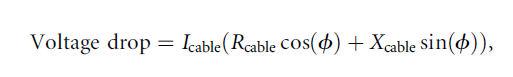 Voltage drop = I_cable(R_cable cos(ϕ) + X_cable sin(ϕ)),